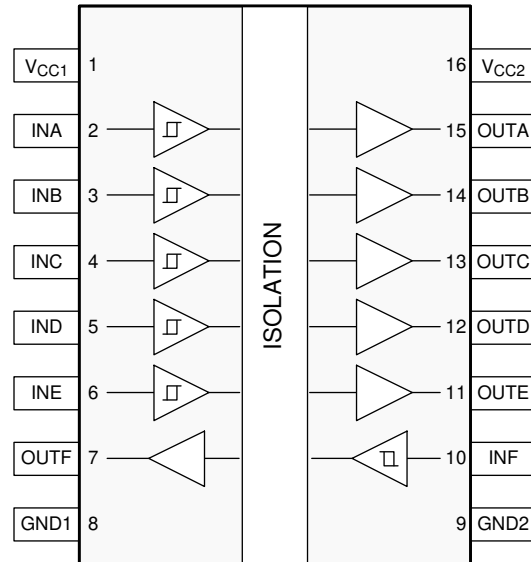 VCC1 1 16 VCC2
INA 2 15 OUTA
INB 3 14 OUTB
INC 4 13 OUTC
IND 5 12 OUTD
INE 6 11 OUTE
OUTF 7 10 INF
GND1 8 9 GND2
ISOLATION